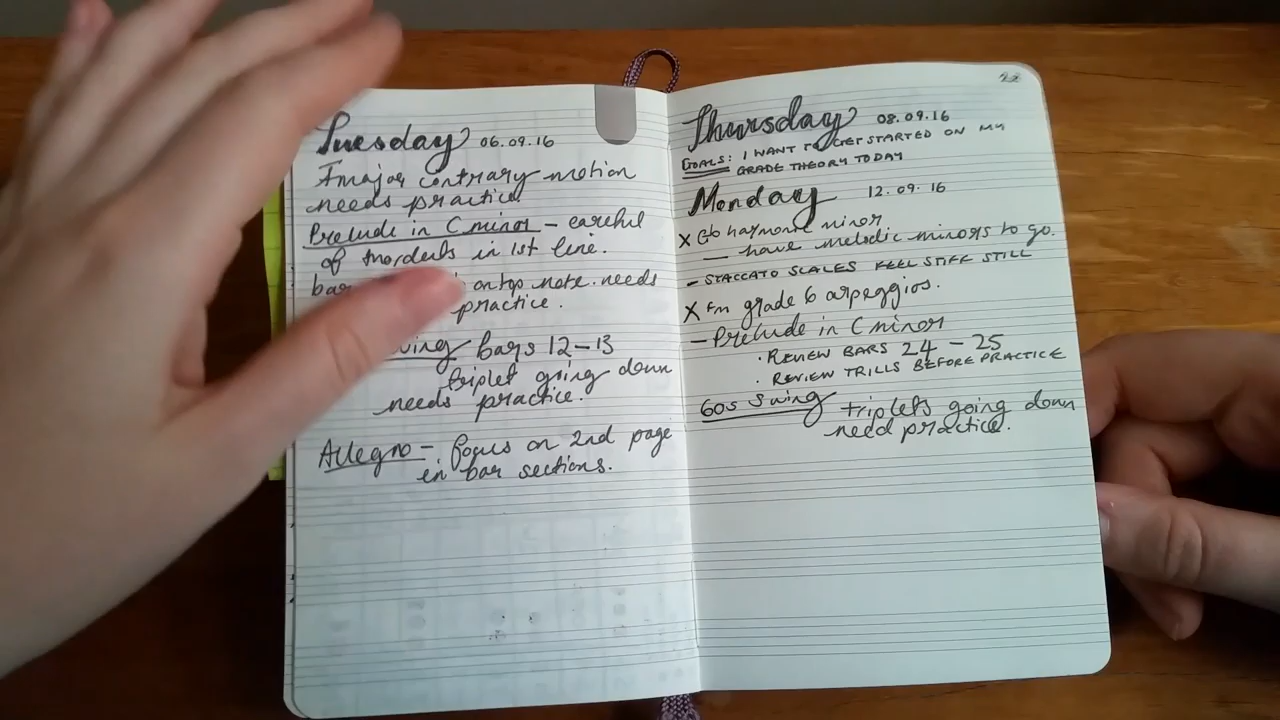 Tuesday 06.09.16
F major contrary motion
needs practice
Prelude in C minor – careful
of mordents in 1st line.
bar on top note. needs
practice.
bars 12–13
triplet going down
needs practice.
Allegro – focus on 2nd page
in bar sections.
22
Thursday 08.09.16
GOALS: I WANT TO GET STARTED ON MY
GRADE THEORY TODAY
Monday 12.09.16
X G♭ harmonic minor
— have melodic minors to go.
– STACCATO SCALES FEEL STIFF STILL
X Fm grade 6 arpeggios.
– Prelude in C minor
· REVIEW BARS 24 – 25
· REVIEW TRILLS BEFORE PRACTICE
60s Swing triplets going down
need practice.